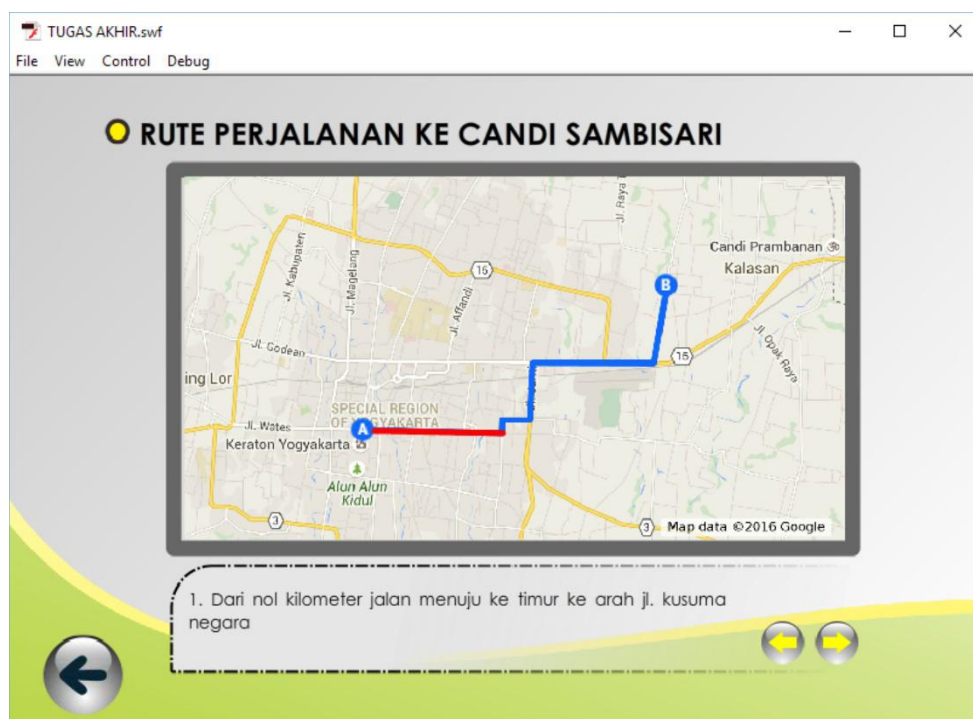 TUGAS AKHIR.swf
File View Control Debug
RUTE PERJALANAN KE CANDI SAMBISARI
Jl. Raya
Candi Prambanan
Kalasan
Jl. Kabupaten
Jl. Magelang
15
B
Jl. Affandi
Jl. Godean
15
Jl. Opak Raya
ing Lor
SPECIAL REGION
OF YOGYAKARTA
Jl. Wates
A
Keraton Yogyakarta
Alun Alun
Kidul
3
3
Map data ©2016 Google
1. Dari nol kilometer jalan menuju ke timur ke arah jl. kusuma
negara